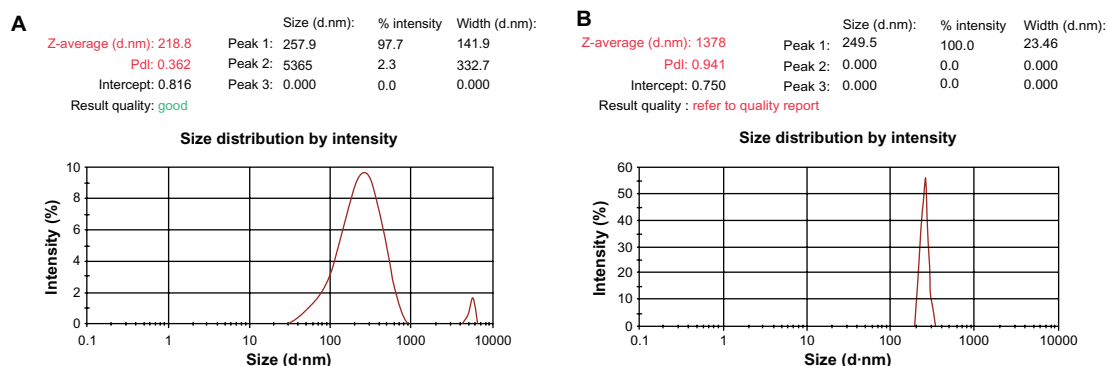 A
Size (d.nm): % intensity Width (d.nm):
Z-average (d.nm): 218.8 Peak 1: 257.9 97.7 141.9
PdI: 0.362 Peak 2: 5365 2.3 332.7
Intercept: 0.816 Peak 3: 0.000 0.0 0.000
Result quality: good
Size distribution by intensity
Intensity (%)
10
8
6
4
2
0
0.1 1 10 100 1000 10000
Size (d·nm)
B
Size (d.nm): % intensity Width (d.nm):
Z-average (d.nm): 1378 Peak 1: 249.5 100.0 23.46
PdI: 0.941 Peak 2: 0.000 0.0 0.000
Intercept: 0.750 Peak 3: 0.000 0.0 0.000
Result quality : refer to quality report
Size distribution by intensity
Intensity (%)
60
50
40
30
20
10
0
0.1 1 10 100 1000 10000
Size (d·nm)